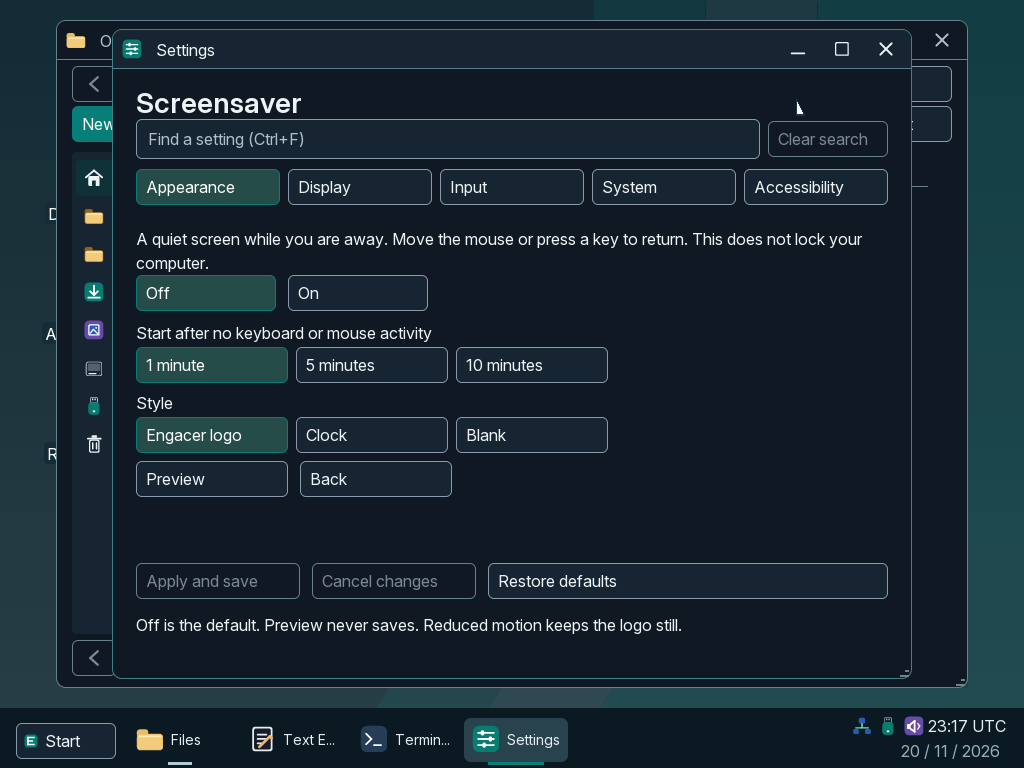 Settings
Screensaver
Find a setting (Ctrl+F)
Clear search
Appearance
Display
Input
System
Accessibility
A quiet screen while you are away. Move the mouse or press a key to return. This does not lock your
computer.
Off
On
Start after no keyboard or mouse activity
1 minute
5 minutes
10 minutes
Style
Engacer logo
Clock
Blank
Preview
Back
Apply and save
Cancel changes
Restore defaults
Off is the default. Preview never saves. Reduced motion keeps the logo still.
New
Start
Files
Text E...
Termin...
Settings
23:17 UTC
20 / 11 / 2026